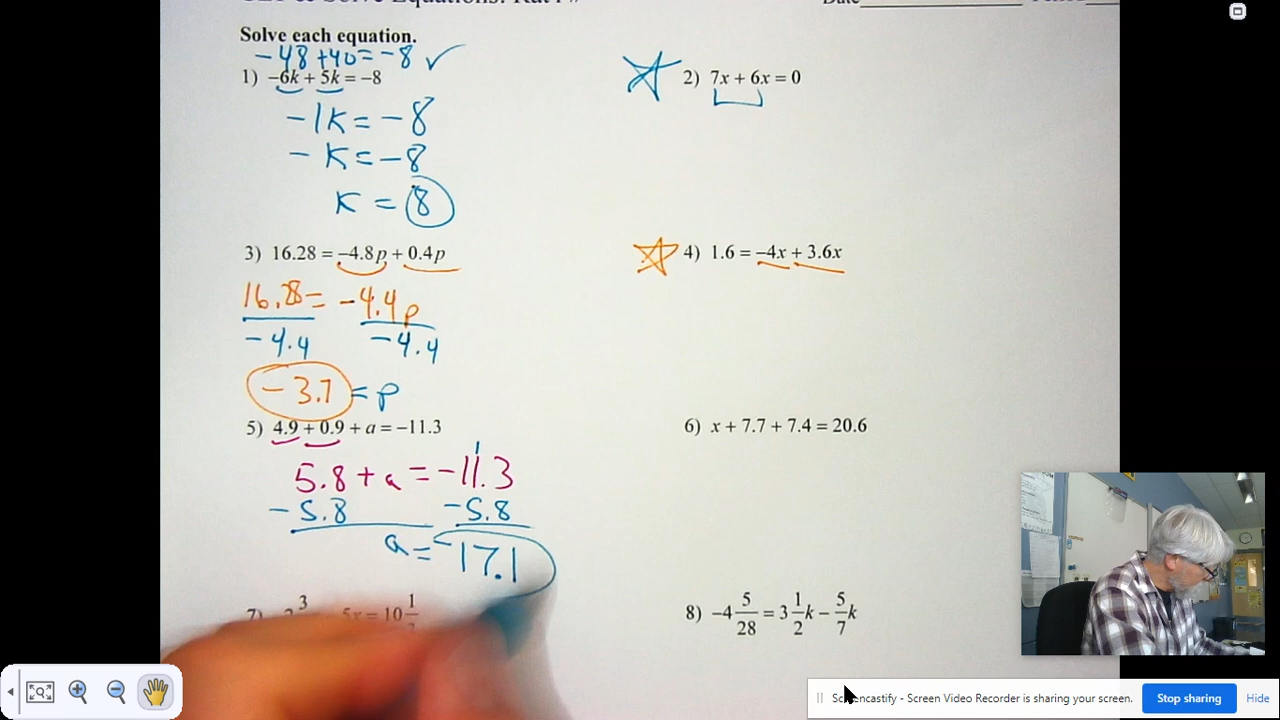 Solve each equation.
-48 +40 = -8 ✓
1) -6k + 5k = -8
-1k = -8
-k = -8
k = 8
2) 7x + 6x = 0
3) 16.28 = -4.8p + 0.4p
16.28 = -4.4p
-4.4 -4.4
-3.7 = p
4) 1.6 = -4x + 3.6x
5) 4.9 + 0.9 + a = -11.3
5.8 + a = -11.3
-5.8 -5.8
a = -17.1
6) x + 7.7 + 7.4 = 20.6
8) -4 5/28 = 3 1/2 k - 5/7 k
Screencastify - Screen Video Recorder is sharing your screen.
Stop sharing
Hide